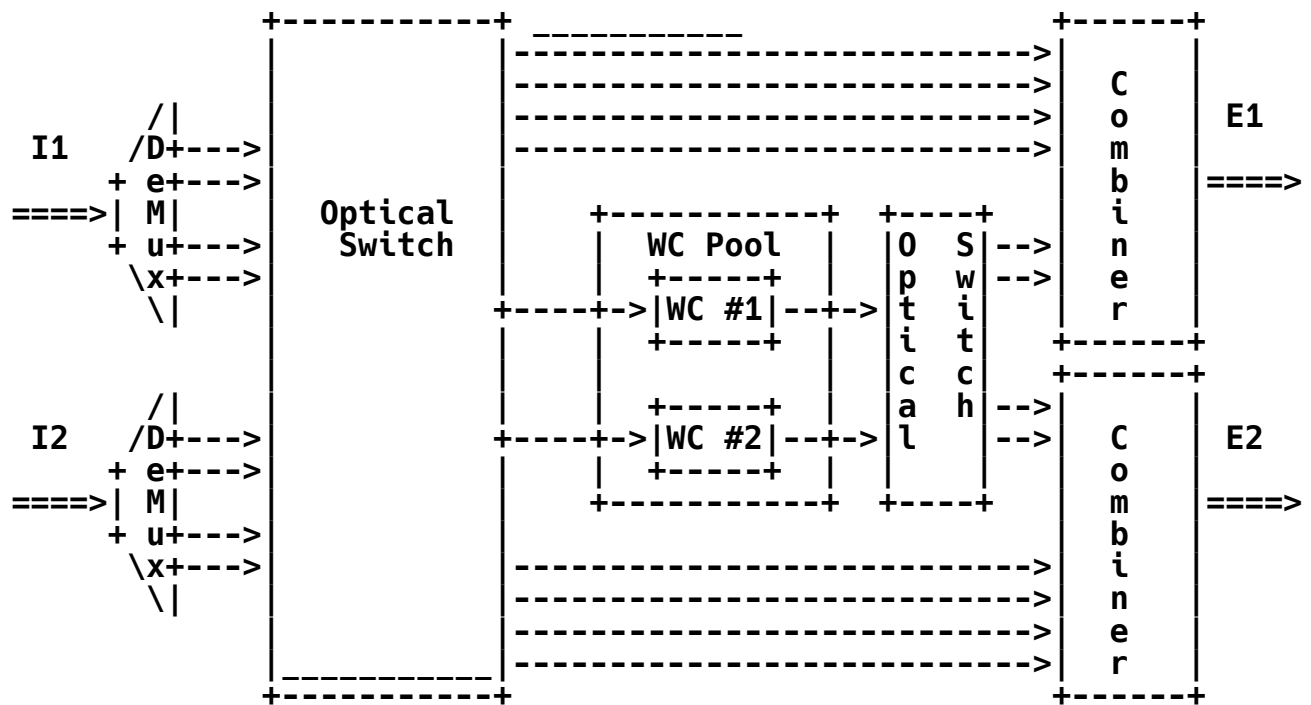 I1
DeMux
Optical
Switch
I2
DeMux
WC Pool
WC #1
WC #2
Optical
Switch
Combiner
E1
Combiner
E2